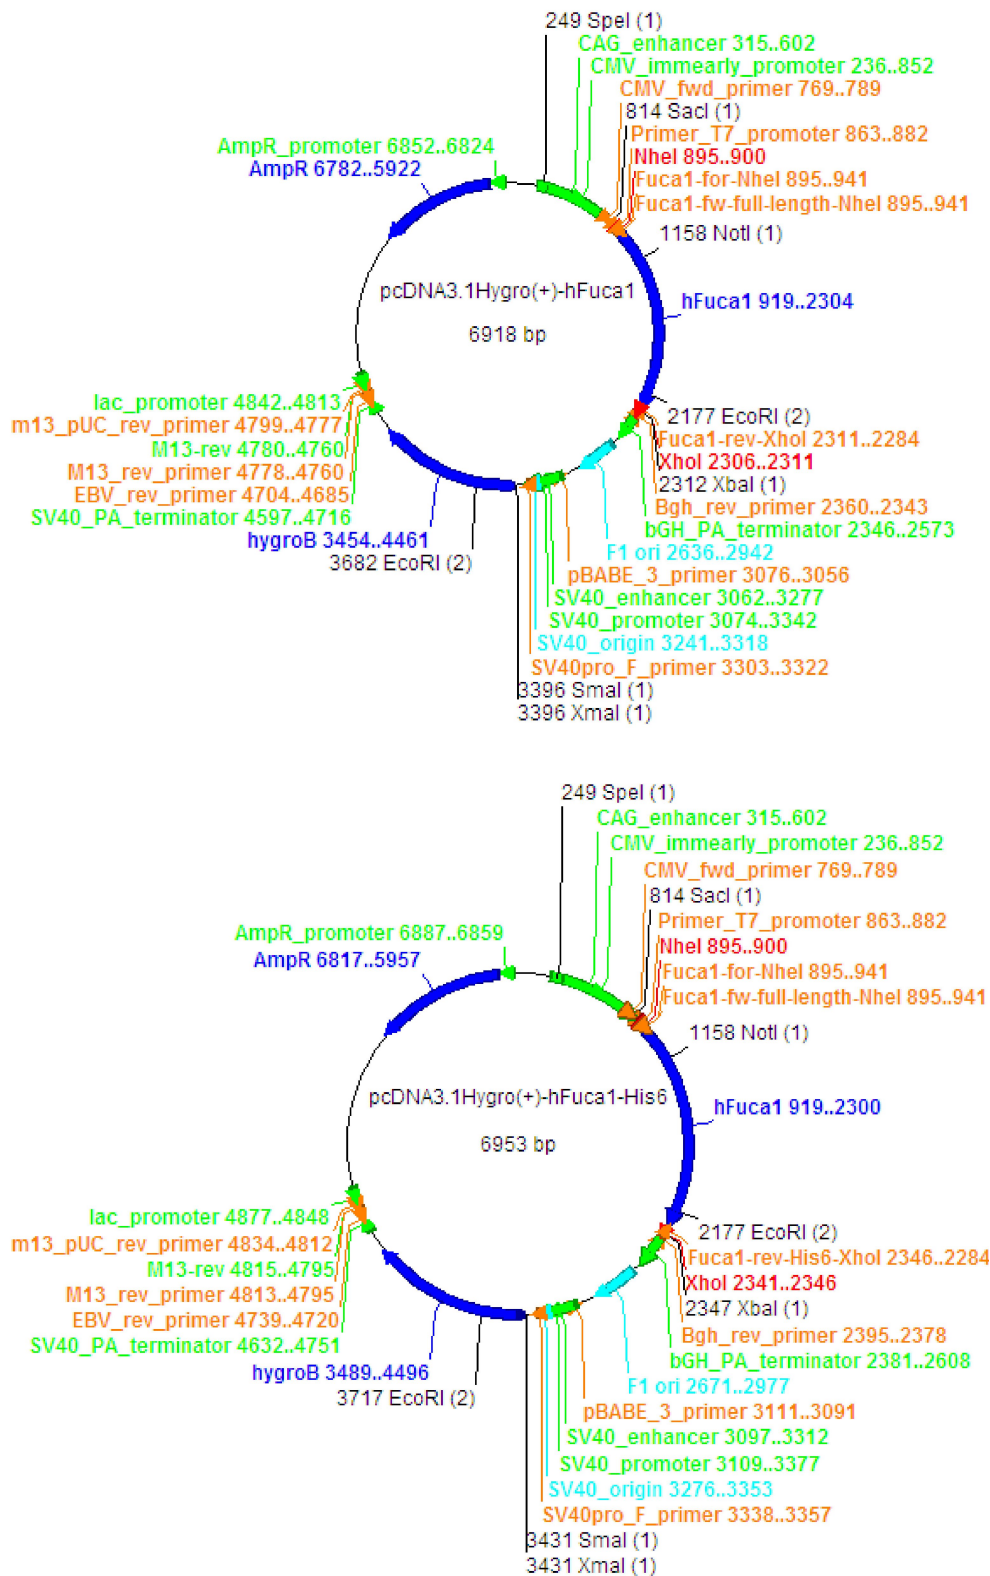 249 SpeI (1)
CAG_enhancer 315..602
CMV_immearly_promoter 236..852
CMV_fwd_primer 769..789
814 SacI (1)
Primer_T7_promoter 863..882
NheI 895..900
Fuca1-for-NheI 895..941
Fuca1-fw-full-length-NheI 895..941
1158 NotI (1)
AmpR_promoter 6852..6824
AmpR 6782..5922
pcDNA3.1Hygro(+)-hFuca1
6918 bp
hFuca1 919..2304
lac_promoter 4842..4813
m13_pUC_rev_primer 4799..4777
M13-rev 4780..4760
M13_rev_primer 4778..4760
EBV_rev_primer 4704..4685
SV40_PA_terminator 4597..4716
hygroB 3454..4461
3682 EcoRI (2)
2177 EcoRI (2)
Fuca1-rev-XhoI 2311..2284
XhoI 2306..2311
2312 XbaI (1)
Bgh_rev_primer 2360..2343
bGH_PA_terminator 2346..2573
F1 ori 2636..2942
pBABE_3_primer 3076..3056
SV40_enhancer 3062..3277
SV40_promoter 3074..3342
SV40_origin 3241..3318
SV40pro_F_primer 3303..3322
3396 SmaI (1)
3396 XmaI (1)
249 SpeI (1)
CAG_enhancer 315..602
CMV_immearly_promoter 236..852
CMV_fwd_primer 769..789
814 SacI (1)
Primer_T7_promoter 863..882
NheI 895..900
Fuca1-for-NheI 895..941
Fuca1-fw-full-length-NheI 895..941
1158 NotI (1)
AmpR_promoter 6887..6859
AmpR 6817..5957
pcDNA3.1Hygro(+)-hFuca1-His6
6953 bp
hFuca1 919..2300
lac_promoter 4877..4848
m13_pUC_rev_primer 4834..4812
M13-rev 4815..4795
M13_rev_primer 4813..4795
EBV_rev_primer 4739..4720
SV40_PA_terminator 4632..4751
hygroB 3489..4496
3717 EcoRI (2)
2177 EcoRI (2)
Fuca1-rev-His6-XhoI 2346..2284
XhoI 2341..2346
2347 XbaI (1)
Bgh_rev_primer 2395..2378
bGH_PA_terminator 2381..2608
F1 ori 2671..2977
pBABE_3_primer 3111..3091
SV40_enhancer 3097..3312
SV40_promoter 3109..3377
SV40_origin 3276..3353
SV40pro_F_primer 3338..3357
3431 SmaI (1)
3431 XmaI (1)